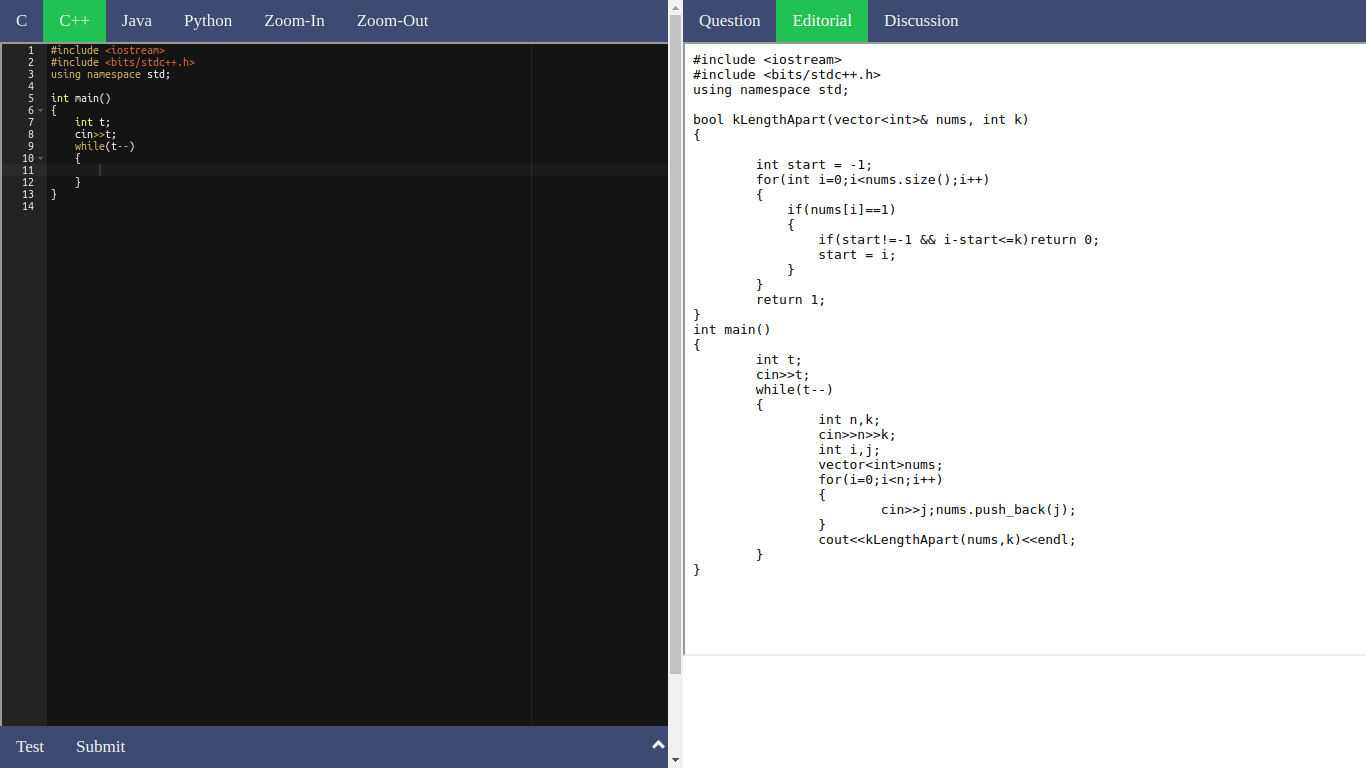 C C++ Java Python Zoom-In Zoom-Out
1 #include <iostream>
2 #include <bits/stdc++.h>
3 using namespace std;
4
5 int main()
6 {
7 int t;
8 cin>>t;
9 while(t--)
10 {
11
12 }
13 }
14
Test Submit
Question Editorial Discussion
#include <iostream>
#include <bits/stdc++.h>
using namespace std;
bool kLengthApart(vector<int>& nums, int k)
{
int start = -1;
for(int i=0;i<nums.size();i++)
{
if(nums[i]==1)
{
if(start!=-1 && i-start<=k)return 0;
start = i;
}
}
return 1;
}
int main()
{
int t;
cin>>t;
while(t--)
{
int n,k;
cin>>n>>k;
int i,j;
vector<int>nums;
for(i=0;i<n;i++)
{
cin>>j;nums.push_back(j);
}
cout<<kLengthApart(nums,k)<<endl;
}
}